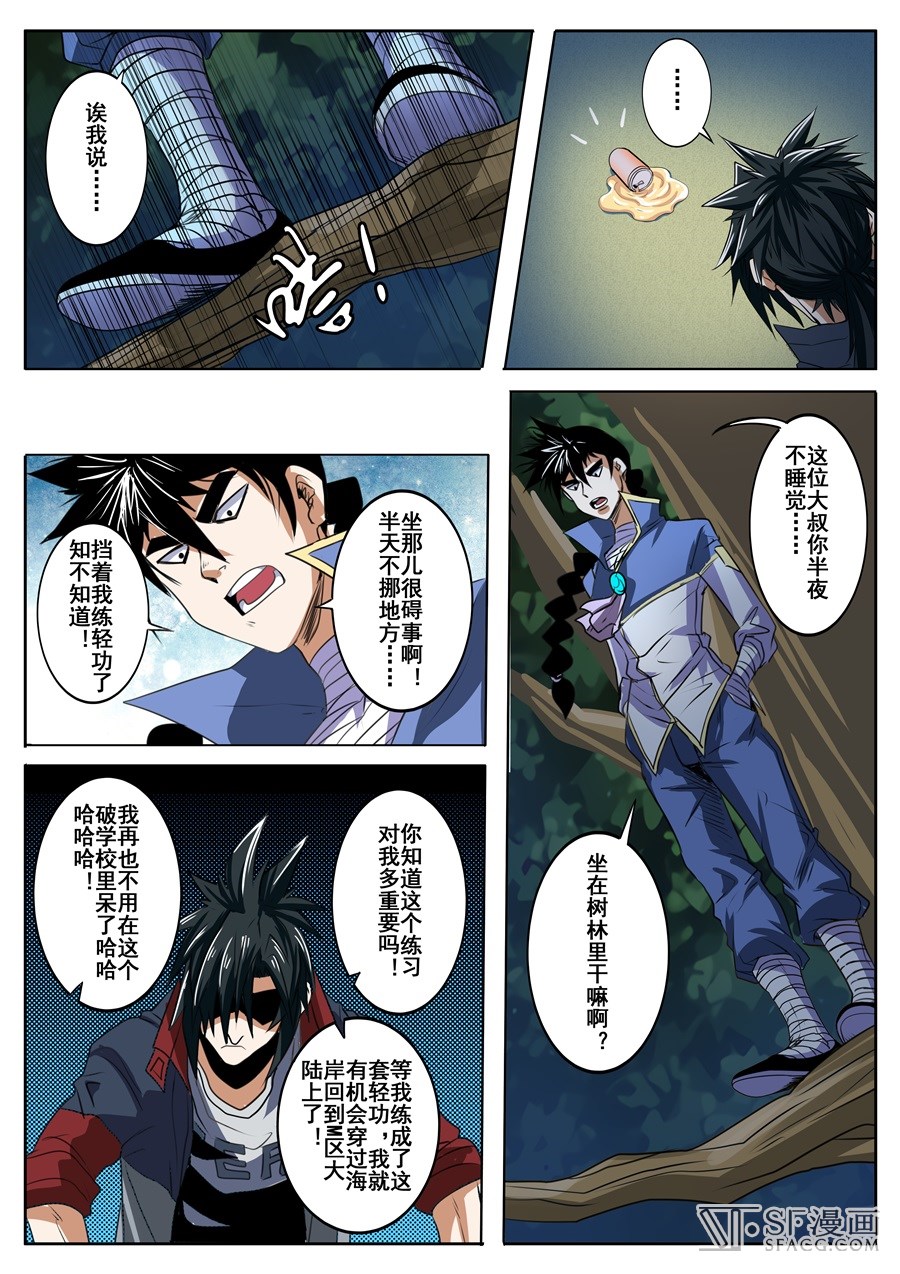 ……
诶我说……
这位大叔你半夜
不睡觉……
坐在树林里干嘛啊？
坐那儿很碍事啊！
半天不挪地方……
挡着我练轻功了
知不知道！
你知道这个练习
对我多重要吗！
等我练成了这
套轻功，我就
有机会穿过海
岸回到M区大
陆上了！
我再也不用在这个
破学校里呆了哈哈
哈哈哈！
SF漫画
SFACG.COM